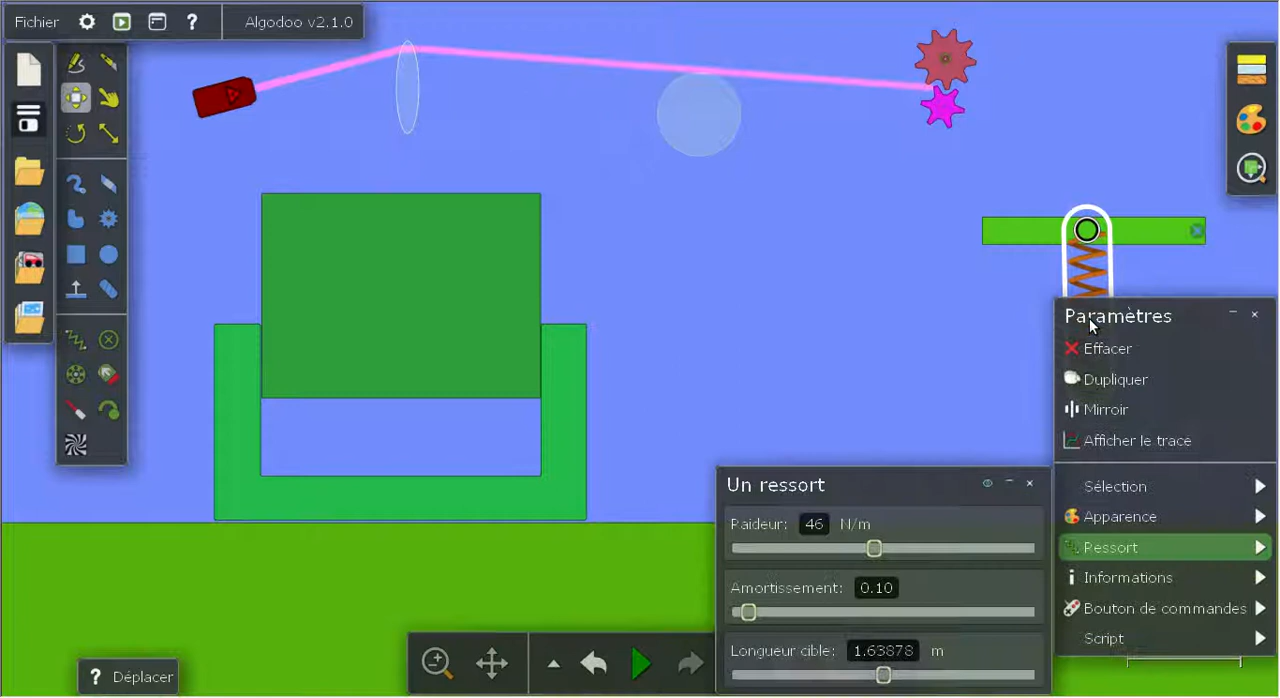 Fichier
?
Algodoo v2.1.0
Paramètres
Effacer
Dupliquer
Mirroir
Afficher le trace
Sélection
Apparence
Ressort
Informations
Bouton de commandes
Script
Un ressort
Raideur: 46 N/m
Amortissement: 0.10
Longueur cible: 1.63878 m
? Déplacer